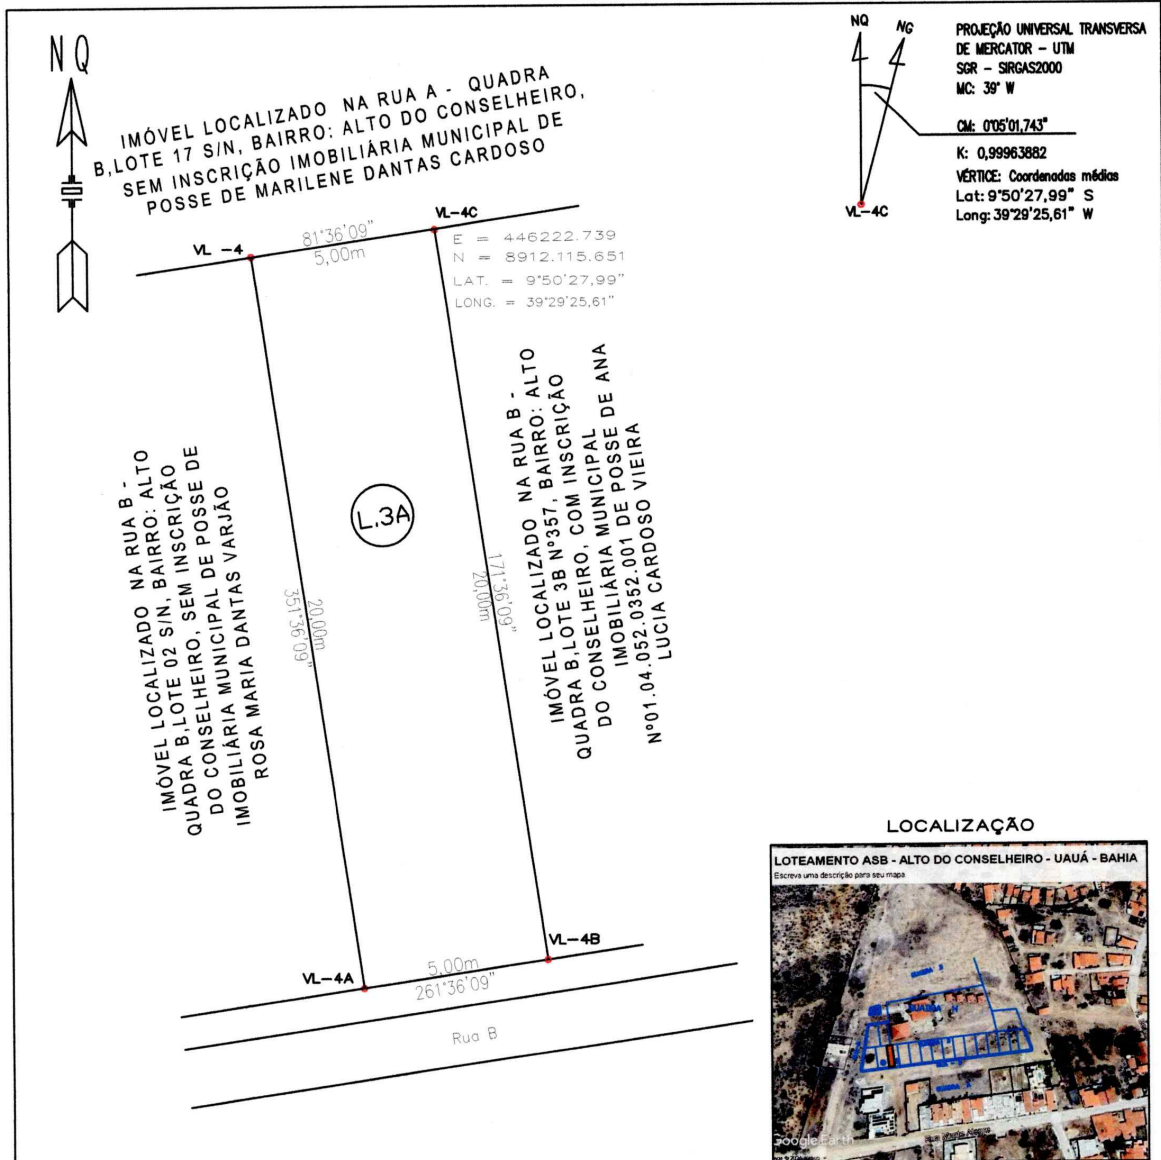 NQ
IMÓVEL LOCALIZADO NA RUA A - QUADRA
B,LOTE 17 S/N, BAIRRO: ALTO DO CONSELHEIRO,
SEM INSCRIÇÃO IMOBILIÁRIA MUNICIPAL DE
POSSE DE MARILENE DANTAS CARDOSO
NQ
NG
VL-4C
PROJEÇÃO UNIVERSAL TRANSVERSA
DE MERCATOR - UTM
SGR - SIRGAS2000
MC: 39° W
CM: 0°05'01,743"
K: 0,99963882
VÉRTICE: Coordenadas médias
Lat: 9°50'27,99" S
Long: 39°29'25,61" W
VL -4
81°36'09"
5,00m
VL-4C
E = 446222.739
N = 8912.115.651
LAT. = 9°50'27,99"
LONG. = 39°29'25,61"
IMÓVEL LOCALIZADO NA RUA B -
QUADRA B,LOTE 02 S/N, BAIRRO: ALTO
DO CONSELHEIRO, SEM INSCRIÇÃO
IMOBILIÁRIA MUNICIPAL DE POSSE DE
ROSA MARIA DANTAS VARJÃO
20,00m
351°36'09"
L.3A
171°36'09"
20,00m
IMÓVEL LOCALIZADO NA RUA B -
QUADRA B,LOTE 3B Nº357, BAIRRO: ALTO
DO CONSELHEIRO, COM INSCRIÇÃO
IMOBILIÁRIA MUNICIPAL
Nº01.04.052.0352.001 DE POSSE DE ANA
LUCIA CARDOSO VIEIRA
VL-4A
5,00m
261°36'09"
VL-4B
Rua B
LOCALIZAÇÃO
LOTEAMENTO ASB - ALTO DO CONSELHEIRO - UAUÁ - BAHIA
Escreva uma descrição para seu mapa.
Google Earth